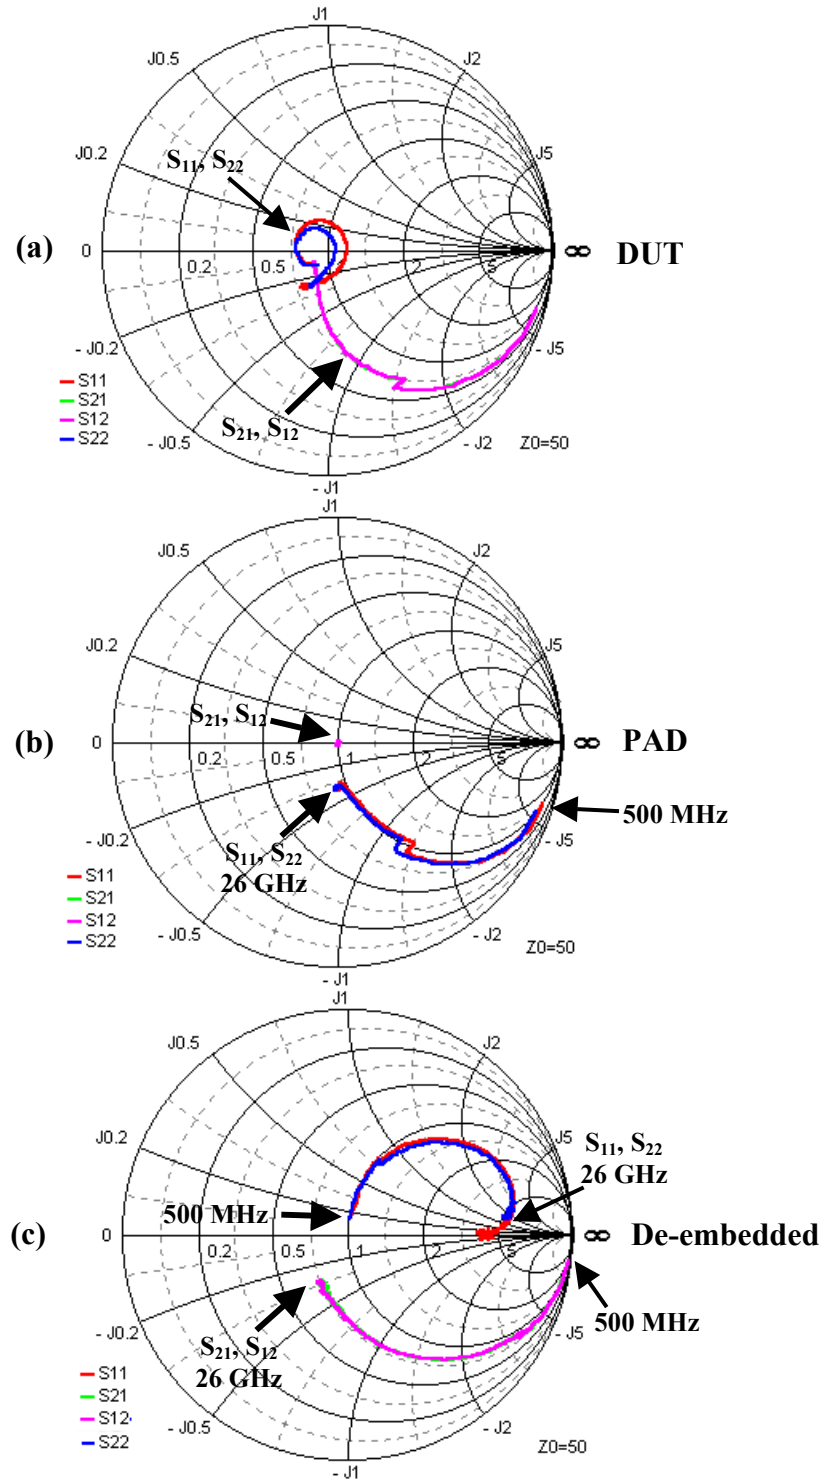 J1
J0.5
J2
J0.2
S11, S22
J5
(a)
0
0.2
0.5
1
2
5
∞
DUT
- J0.2
- J5
S11
S21
S12
S22
S21, S12
- J0.5
- J2
Z0=50
- J1
J1
J0.5
J2
J0.2
J5
S21, S12
(b)
0
0.2
0.5
1
2
5
∞
PAD
500 MHz
- J0.2
- J5
S11, S22
26 GHz
S11
S21
S12
S22
- J0.5
- J2
Z0=50
- J1
J1
J0.5
J2
J0.2
J5
S11, S22
26 GHz
500 MHz
(c)
0
0.2
0.5
1
2
5
∞
De-embedded
- J0.2
- J5
500 MHz
S21, S12
26 GHz
S11
S21
S12
S22
- J0.5
- J2
Z0=50
- J1